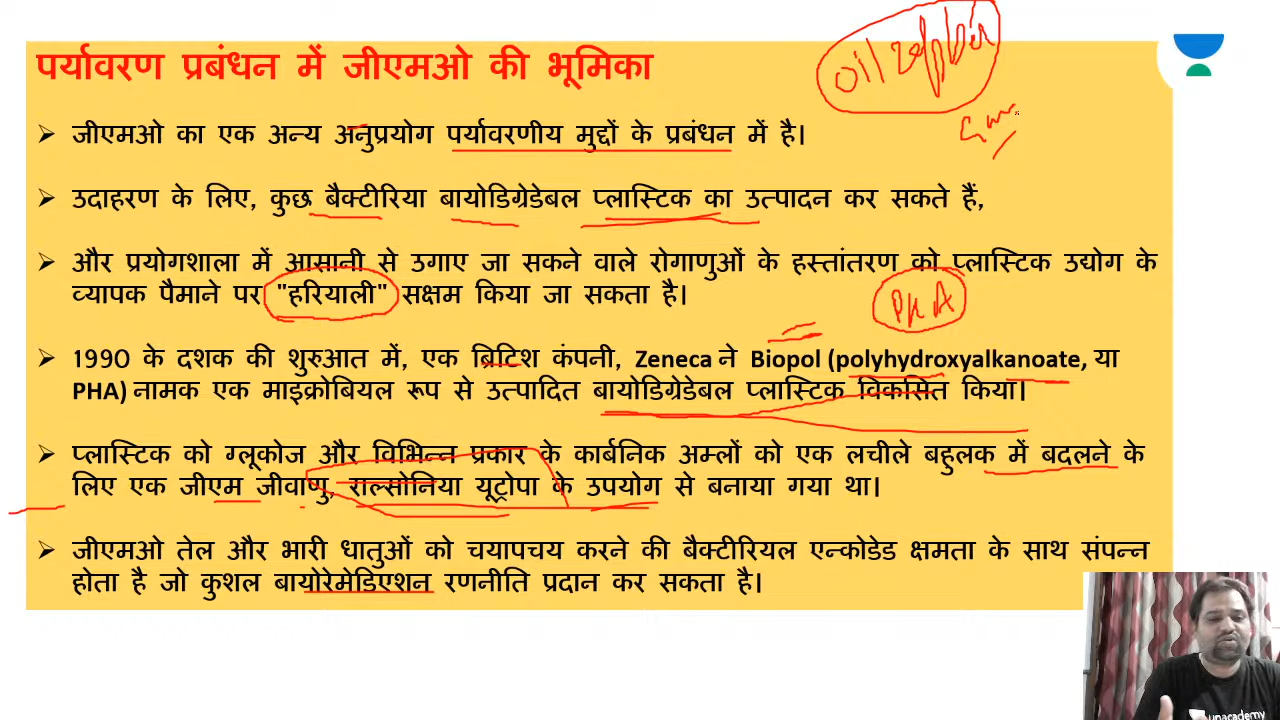 पर्यावरण प्रबंधन में जीएमओ की भूमिका
oil zapper
➢ जीएमओ का एक अन्य अनुप्रयोग पर्यावरणीय मुद्दों के प्रबंधन में है।
➢ उदाहरण के लिए, कुछ बैक्टीरिया बायोडिग्रेडेबल प्लास्टिक का उत्पादन कर सकते हैं,
➢ और प्रयोगशाला में आसानी से उगाए जा सकने वाले रोगाणुओं के हस्तांतरण को प्लास्टिक उद्योग के
व्यापक पैमाने पर "हरियाली" सक्षम किया जा सकता है।
PHA
➢ 1990 के दशक की शुरुआत में, एक ब्रिटिश कंपनी, Zeneca ने Biopol (polyhydroxyalkanoate, या
PHA) नामक एक माइक्रोबियल रूप से उत्पादित बायोडिग्रेडेबल प्लास्टिक विकसित किया।
➢ प्लास्टिक को ग्लूकोज और विभिन्न प्रकार के कार्बनिक अम्लों को एक लचीले बहुलक में बदलने के
लिए एक जीएम जीवाणु, राल्सोनिया यूट्रोपा के उपयोग से बनाया गया था।
➢ जीएमओ तेल और भारी धातुओं को चयापचय करने की बैक्टीरियल एन्कोडेड क्षमता के साथ संपन्न
होता है जो कुशल बायोरेमेडिएशन रणनीति प्रदान कर सकता है।
unacademy